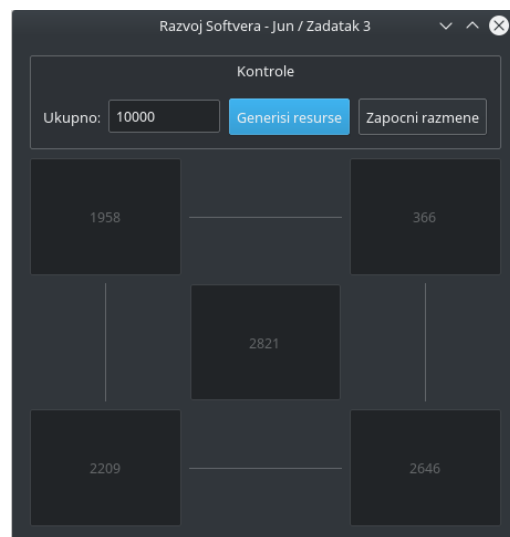 Razvoj Softvera - Jun / Zadatak 3
Kontrole
Ukupno: 10000 Generisi resurse Zapocni razmene
1958 366
2821
2209 2646